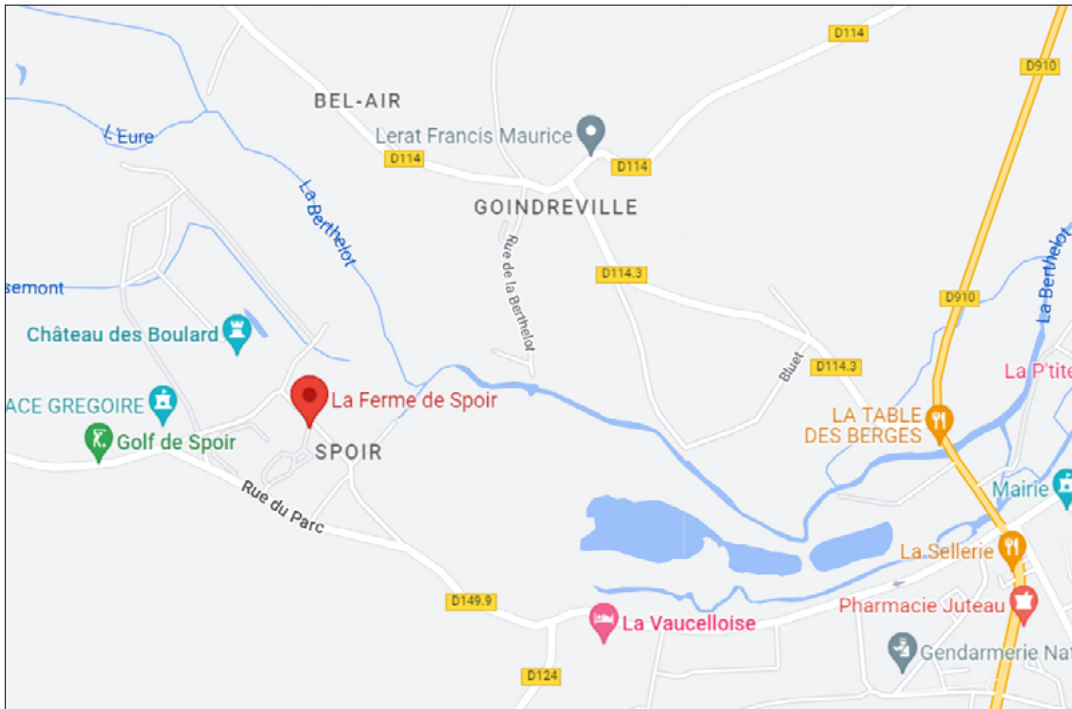 D114
D910
BEL-AIR
Lerat Francis Maurice
L'Eure
D114
D114
La Berthelot
GOINDREVILLE
Rue de la Berthelot
La Berthelot
D114.3
semont
D910
Château des Boulard
Bluet
D114.3
La P'tite
La Ferme de Spoir
ACE GREGOIRE
LA TABLE
DES BERGES
Golf de Spoir
SPOIR
Rue du Parc
Mairie
La Sellerie
D149.9
Pharmacie Juteau
La Vaucelloise
Gendarmerie Nat
D124